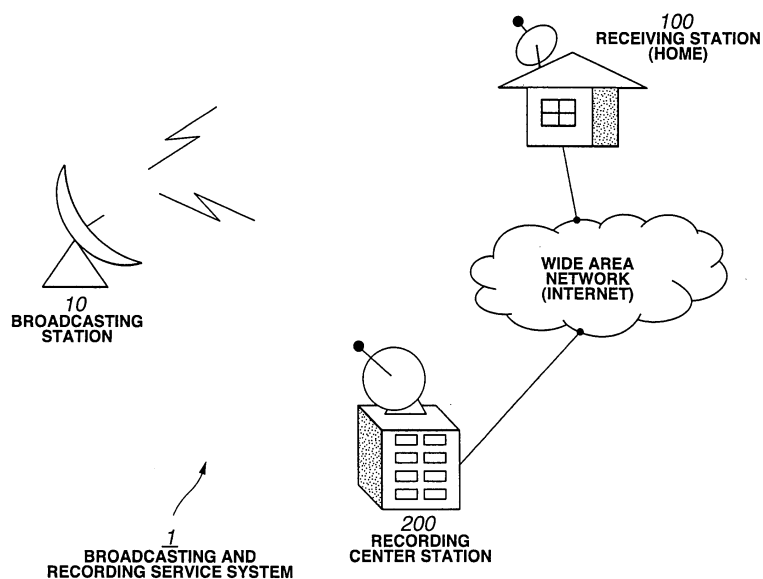 100
RECEIVING STATION
(HOME)
WIDE AREA
NETWORK
(INTERNET)
10
BROADCASTING
STATION
200
RECORDING
CENTER STATION
1
BROADCASTING AND
RECORDING SERVICE SYSTEM